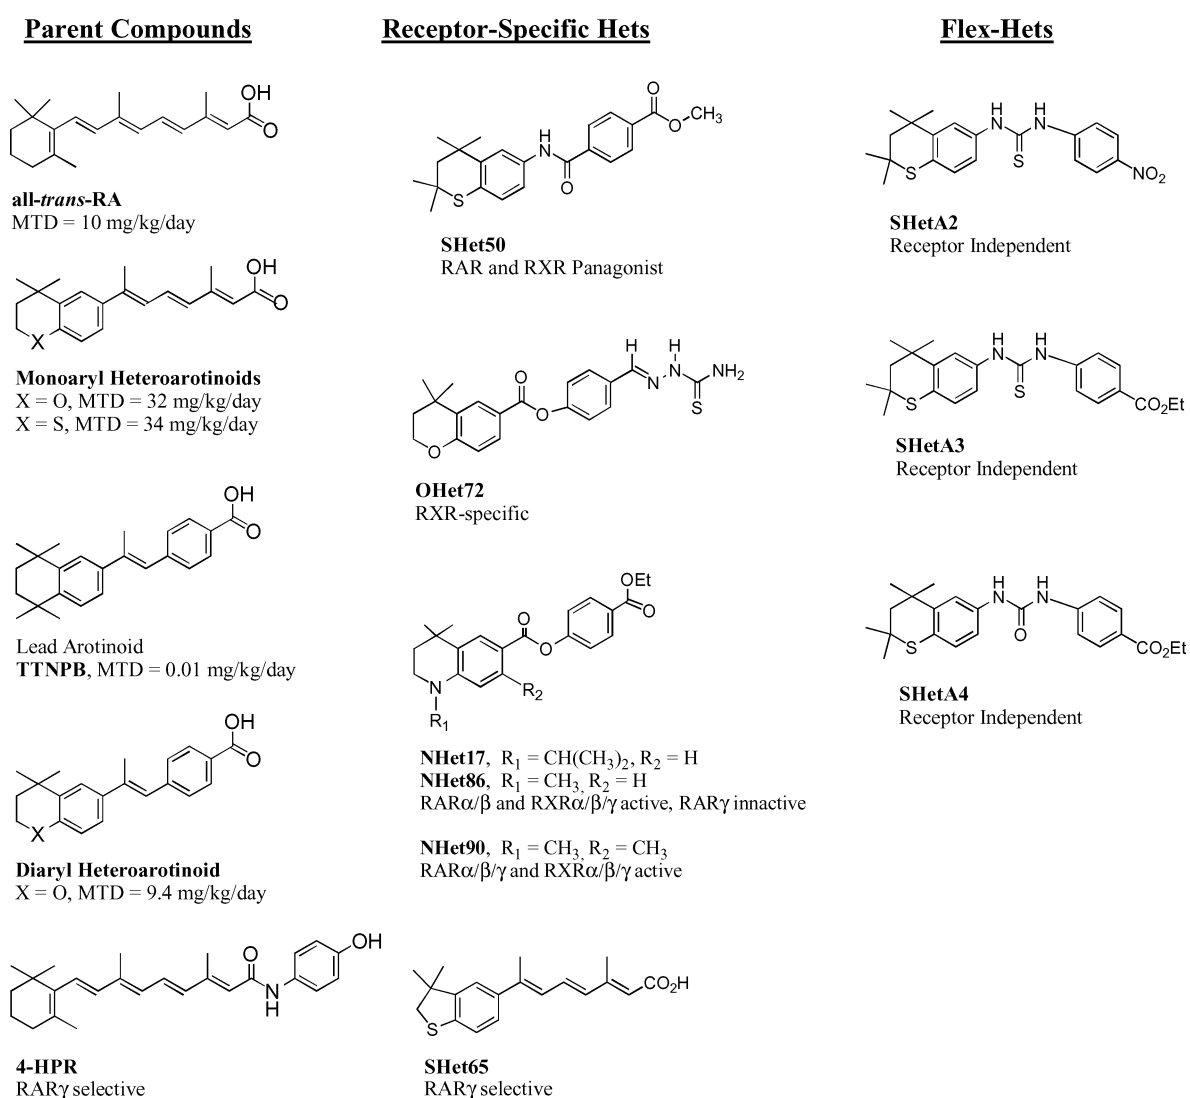 Parent Compounds
Receptor-Specific Hets
Flex-Hets
OH
O
all-trans-RA
MTD = 10 mg/kg/day
OH
O
X
Monoaryl Heteroarotinoids
X = O, MTD = 32 mg/kg/day
X = S, MTD = 34 mg/kg/day
OH
O
Lead Arotinoid
TTNPB, MTD = 0.01 mg/kg/day
OH
O
X
Diaryl Heteroarotinoid
X = O, MTD = 9.4 mg/kg/day
O
OH
N
H
4-HPR
RARγ selective
O
O
CH₃
H
N
O
S
SHet50
RAR and RXR Panagonist
H
H
N
N
NH₂
S
O
O
O
OHet72
RXR-specific
OEt
O
O
O
N
R₂
R₁
NHet17, R₁ = CH(CH₃)₂, R₂ = H
NHet86, R₁ = CH₃, R₂ = H
RARα/β and RXRα/β/γ active, RARγ innactive
NHet90, R₁ = CH₃, R₂ = CH₃
RARα/β/γ and RXRα/β/γ active
CO₂H
S
SHet65
RARγ selective
H
N
H
N
S
S
NO₂
SHetA2
Receptor Independent
H
N
H
N
S
S
CO₂Et
SHetA3
Receptor Independent
H
N
H
N
O
S
CO₂Et
SHetA4
Receptor Independent